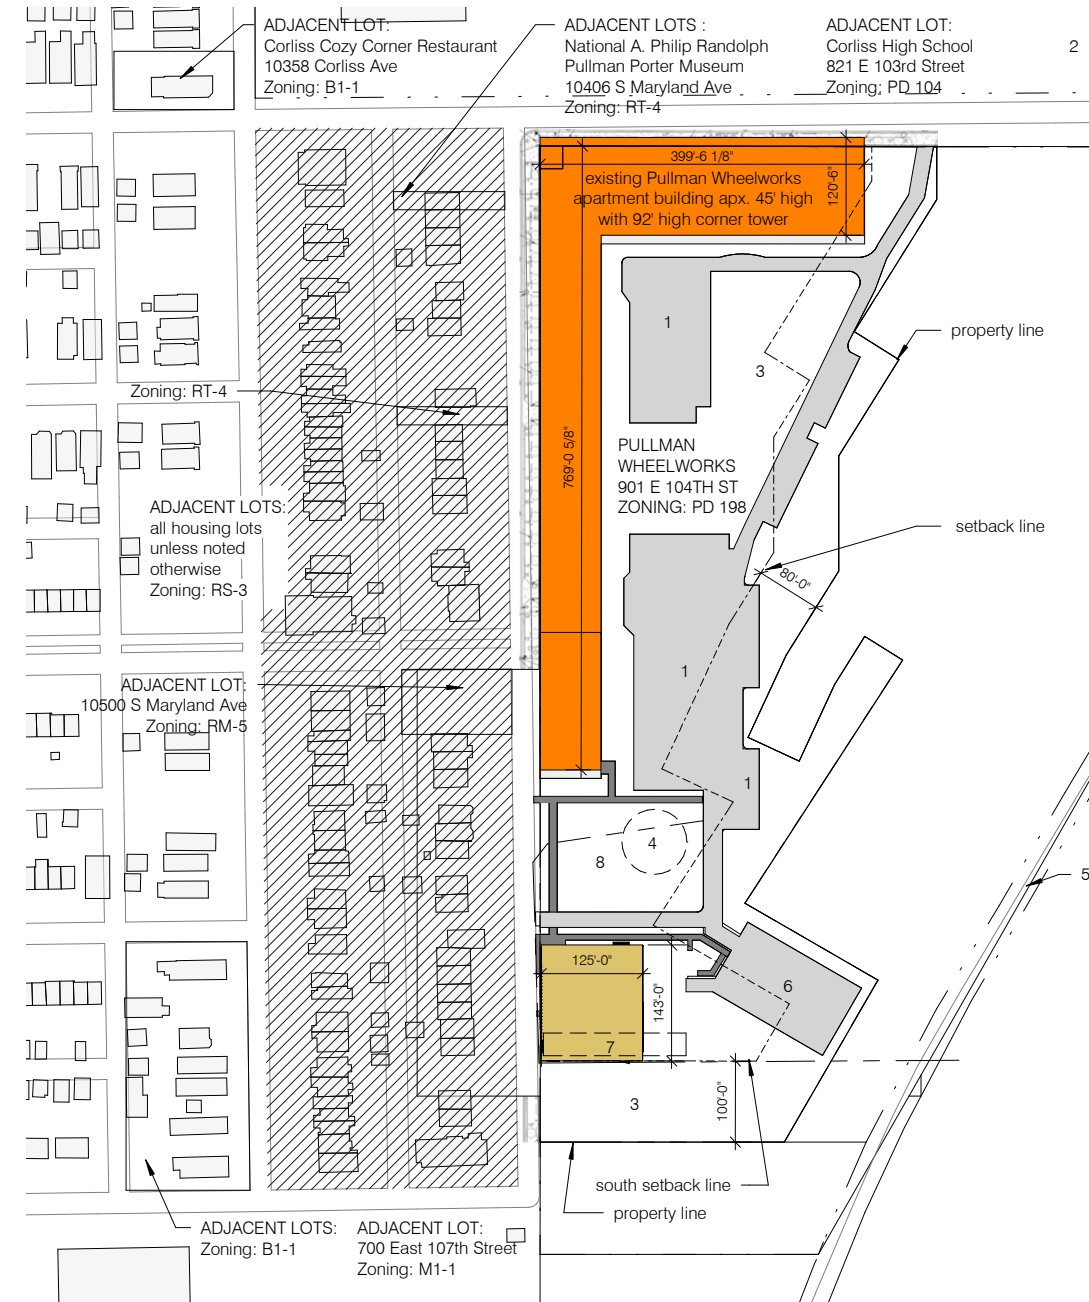 ADJACENT LOT:
Corliss Cozy Corner Restaurant
10358 Corliss Ave
Zoning: B1-1
ADJACENT LOTS :
National A. Philip Randolph
Pullman Porter Museum
10406 S Maryland Ave
Zoning: RT-4
ADJACENT LOT:
Corliss High School
821 E 103rd Street
Zoning: PD 104
2
399'-6 1/8"
existing Pullman Wheelworks
apartment building apx. 45' high
with 92' high corner tower
120'-6"
1
property line
3
Zoning: RT-4
769'-0 5/8"
PULLMAN
WHEELWORKS
901 E 104TH ST
ZONING: PD 198
ADJACENT LOTS:
all housing lots
unless noted
otherwise
Zoning: RS-3
setback line
80'-0"
1
ADJACENT LOT:
10500 S Maryland Ave
Zoning: RM-5
1
4
8
5
125'-0"
143'-0"
6
7
3
100'-0"
south setback line
property line
ADJACENT LOTS:
Zoning: B1-1
ADJACENT LOT:
700 East 107th Street
Zoning: M1-1